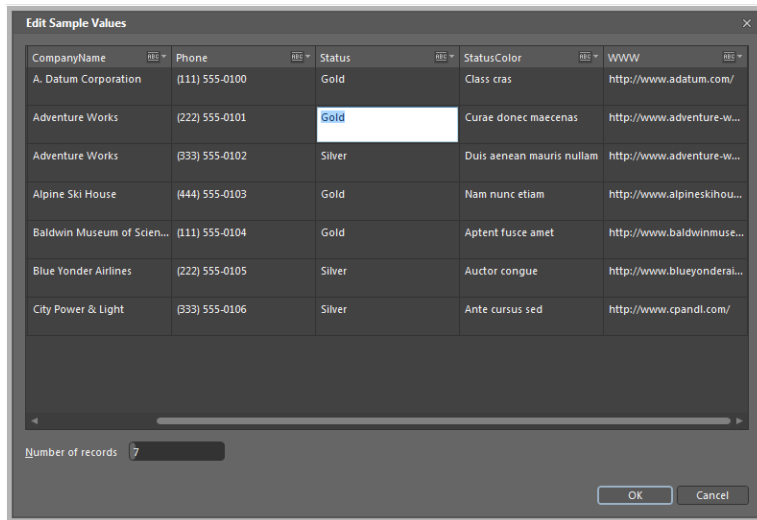 Edit Sample Values
CompanyName ABC Phone ABC Status ABC StatusColor ABC WWW ABC
A. Datum Corporation (111) 555-0100 Gold Class cras http://www.adatum.com/
Adventure Works (222) 555-0101 Gold Curae donec maecenas http://www.adventure-w...
Adventure Works (333) 555-0102 Silver Duis aenean mauris nullam http://www.adventure-w...
Alpine Ski House (444) 555-0103 Gold Nam nunc etiam http://www.alpineskihou...
Baldwin Museum of Scien... (111) 555-0104 Gold Aptent fusce amet http://www.baldwinmuse...
Blue Yonder Airlines (222) 555-0105 Silver Auctor congue http://www.blueyonderai...
City Power & Light (333) 555-0106 Silver Ante cursus sed http://www.cpandl.com/
Number of records 7
OK Cancel